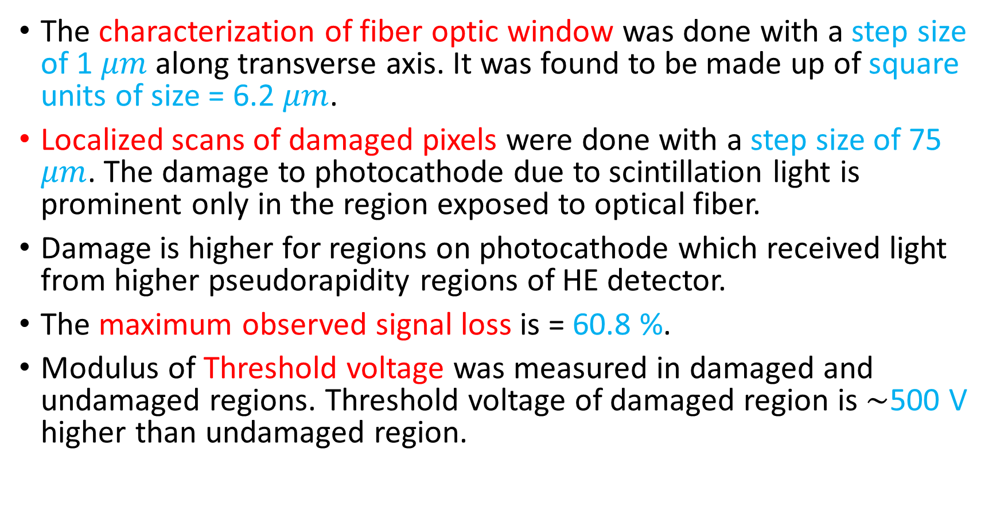 • The characterization of fiber optic window was done with a step size
of 1 𝜇𝑚 along transverse axis. It was found to be made up of square
units of size = 6.2 𝜇𝑚.
• Localized scans of damaged pixels were done with a step size of 75
𝜇𝑚. The damage to photocathode due to scintillation light is
prominent only in the region exposed to optical fiber.
• Damage is higher for regions on photocathode which received light
from higher pseudorapidity regions of HE detector.
• The maximum observed signal loss is = 60.8 %.
• Modulus of Threshold voltage was measured in damaged and
undamaged regions. Threshold voltage of damaged region is ~500 V
higher than undamaged region.